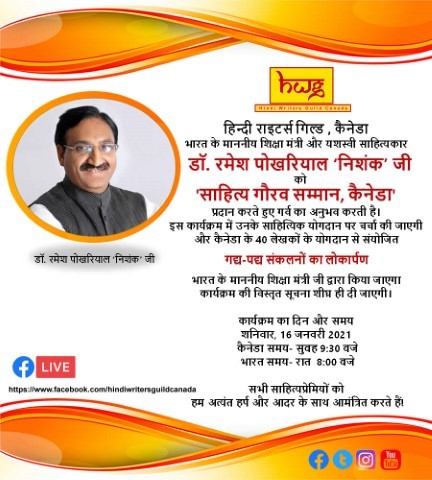 hwg
Hindi Writers Guild Canada
हिन्दी राइटर्स गिल्ड , कैनेडा
भारत के माननीय शिक्षा मंत्री और यशस्वी साहित्यकार
डॉ. रमेश पोखरियाल 'निशंक' जी
को
'साहित्य गौरव सम्मान, कैनेडा'
प्रदान करते हुए गर्व का अनुभव करती है।
इस कार्यक्रम में उनके साहित्यिक योगदान पर चर्चा की जाएगी
और कैनेडा के 40 लेखकों के योगदान से संयोजित
गद्य-पद्य संकलनों का लोकार्पण
भारत के माननीय शिक्षा मंत्री जी द्वारा किया जाएगा
कार्यक्रम की विस्तृत सूचना शीघ्र ही दी जाएगी।
डॉ. रमेश पोखरियाल 'निशंक' जी
कार्यक्रम का दिन और समय
शनिवार, 16 जनवरी 2021
कैनेडा समय- सुबह 9:30 वजे
भारत समय- रात 8:00 वजे
LIVE
https://www.facebook.com/hindiwritersguildcanada
सभी साहित्यप्रेमियों को
हम अत्यंत हर्ष और आदर के साथ आमंत्रित करते हैं!
You Tube